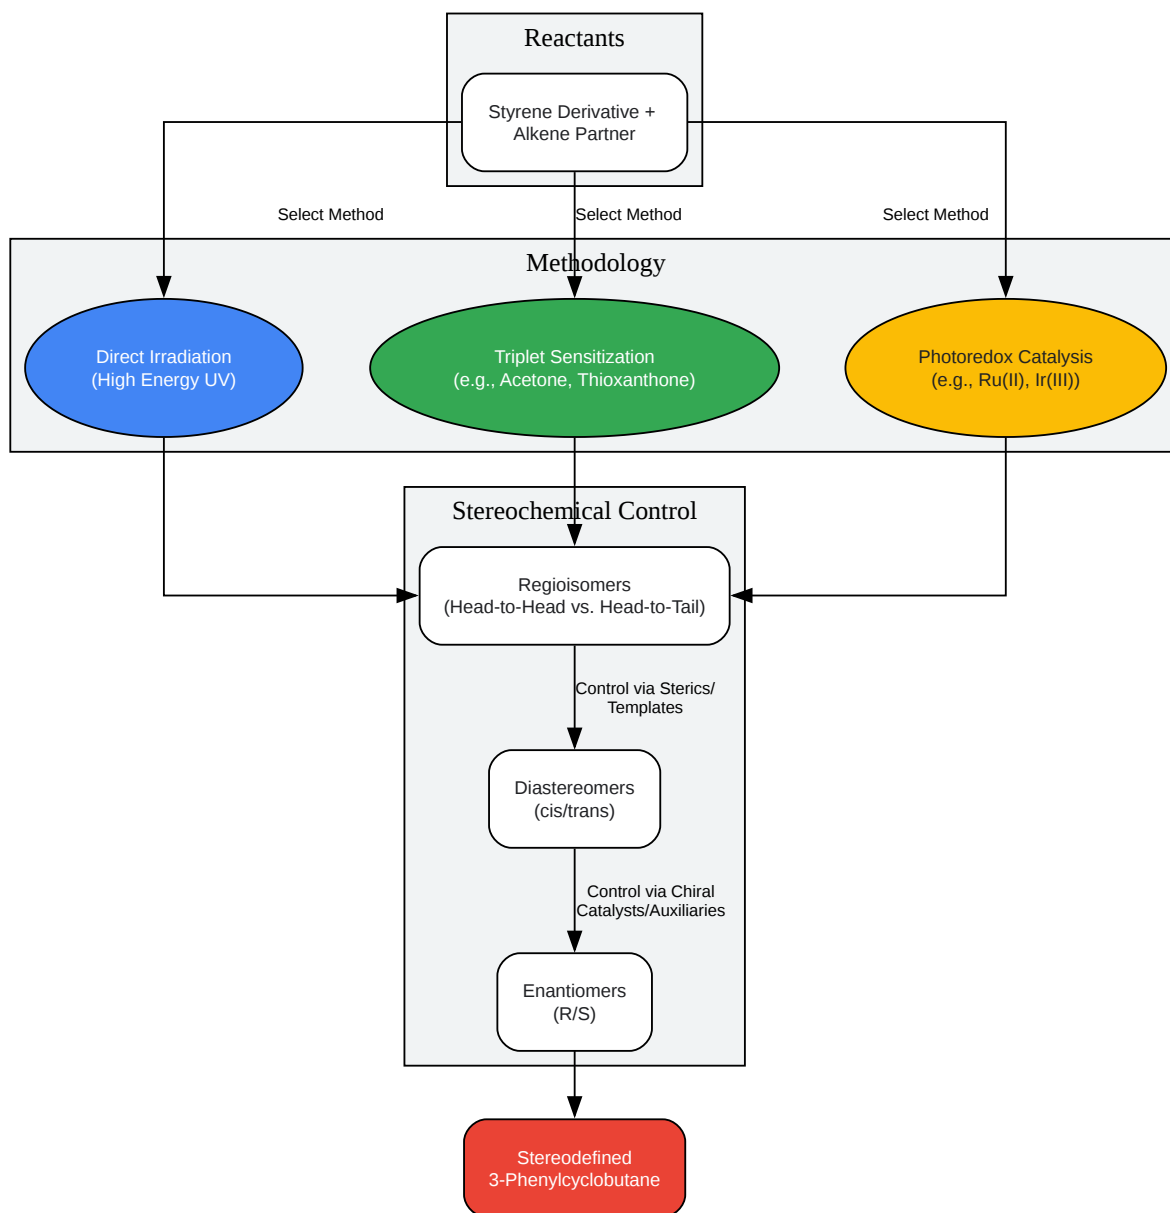 Reactants
Styrene Derivative +
Alkene Partner
Select Method
Select Method
Select Method
Methodology
Direct Irradiation
(High Energy UV)
Triplet Sensitization
(e.g., Acetone, Thioxanthone)
Photoredox Catalysis
(e.g., Ru(II), Ir(III))
Stereochemical Control
Regioisomers
(Head-to-Head vs. Head-to-Tail)
Control via Sterics/
Templates
Diastereomers
(cis/trans)
Control via Chiral
Catalysts/Auxiliaries
Enantiomers
(R/S)
Stereodefined
3-Phenylcyclobutane